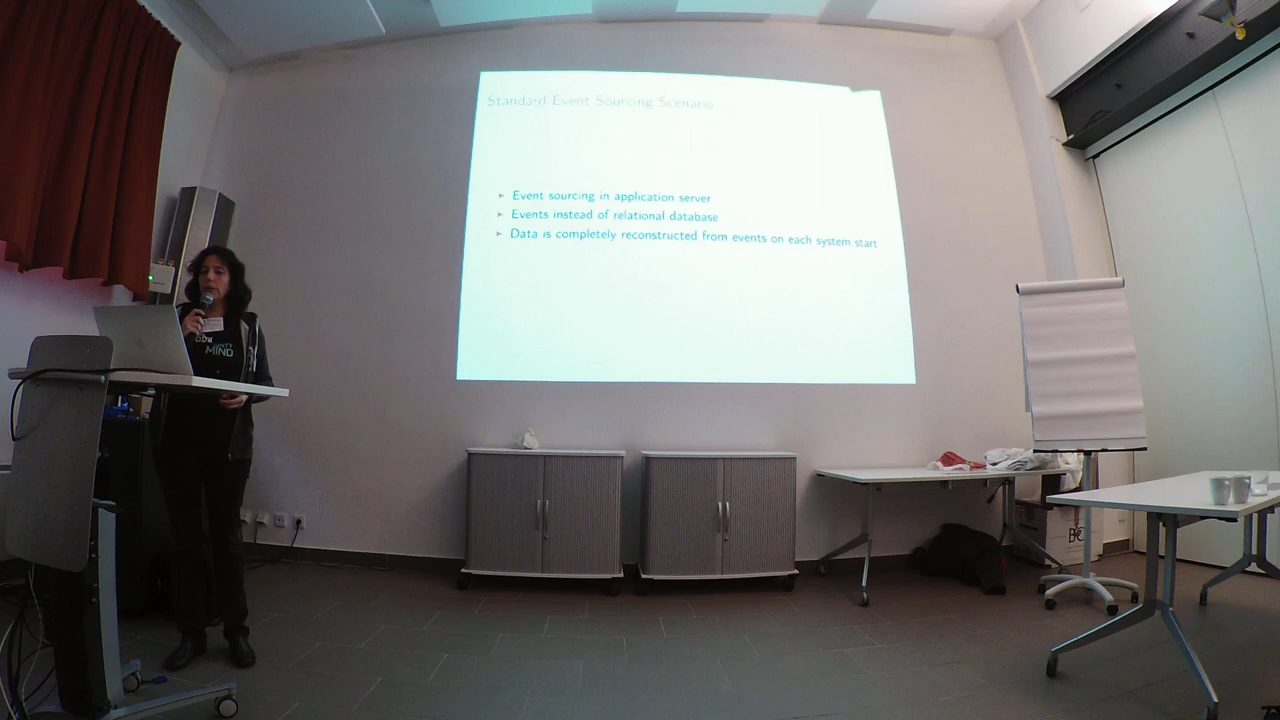 Standard Event Sourcing Scenario
Event sourcing in application server
Events instead of relational database
Data is completely reconstructed from events on each system start
MIND